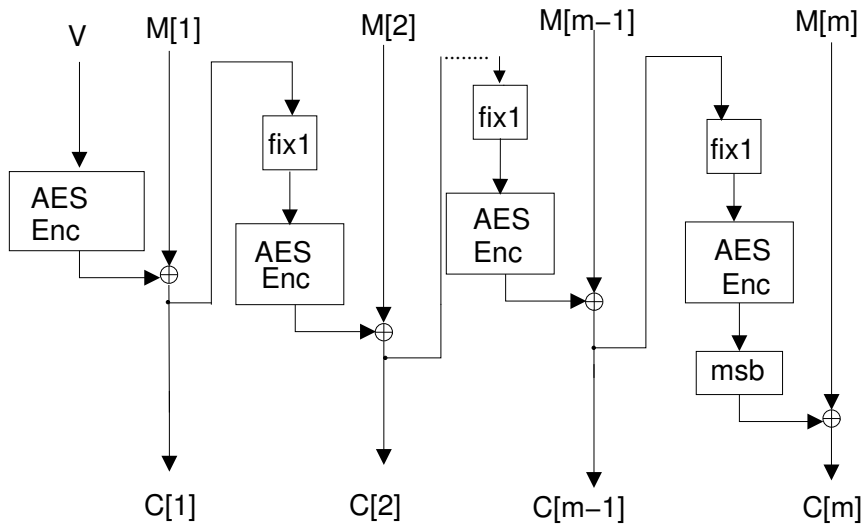 V
M[1]
M[2]
M[m−1]
M[m]
fix1
fix1
fix1
AES
Enc
AES
Enc
AES
Enc
AES
Enc
msb
C[1]
C[2]
C[m−1]
C[m]